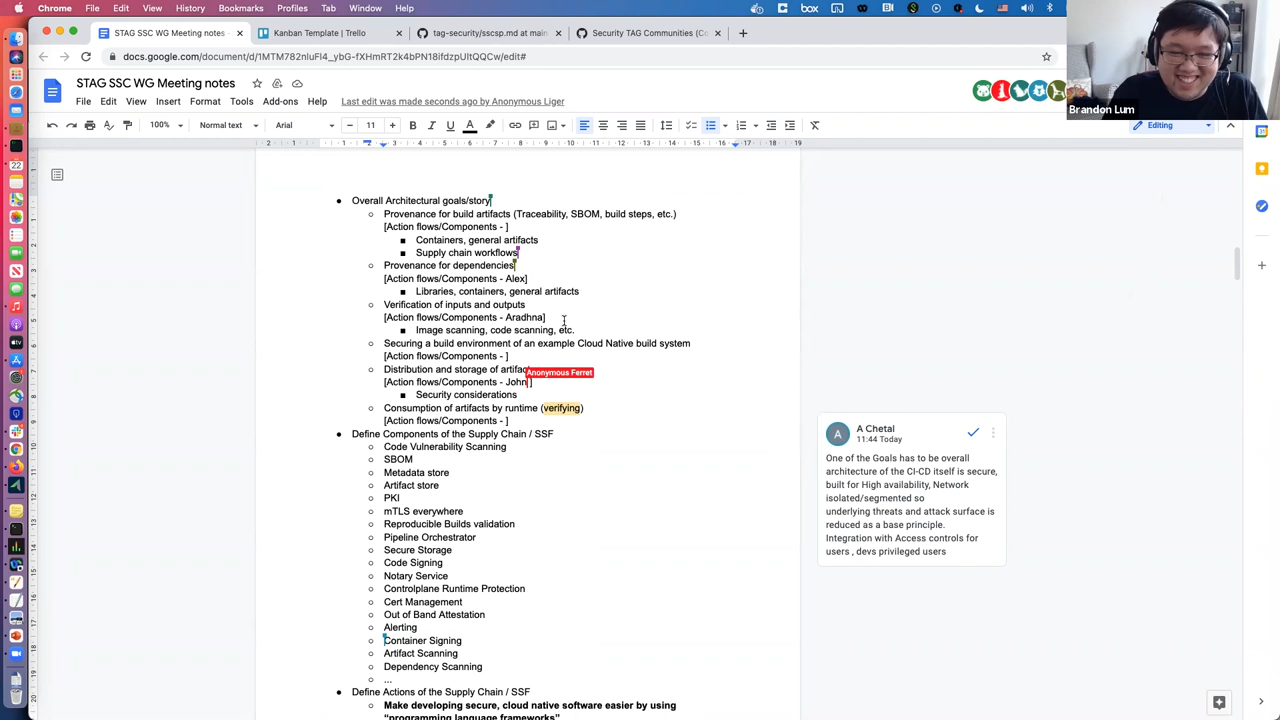 Chrome File Edit View History Bookmarks Profiles Tab Window Help
STAG SSC WG Meeting notes
Kanban Template | Trello
tag-security/sscsp.md at main
Security TAG Communities (Co
docs.google.com/document/d/1MTM782nluFl4_ybG-fXHmRT2k4bPN18ifdzpUltQQCw/edit#
STAG SSC WG Meeting notes
File Edit View Insert Format Tools Add-ons Help Last edit was made seconds ago by Anonymous Liger
Brandon Lum
100% Normal text Arial 11 Editing
● Overall Architectural goals/story
○ Provenance for build artifacts (Traceability, SBOM, build steps, etc.)
[Action flows/Components - ]
■ Containers, general artifacts
■ Supply chain workflows
○ Provenance for dependencies
[Action flows/Components - Alex]
■ Libraries, containers, general artifacts
○ Verification of inputs and outputs
[Action flows/Components - Aradhna]
■ Image scanning, code scanning, etc.
○ Securing a build environment of an example Cloud Native build system
[Action flows/Components - ]
○ Distribution and storage of artifac
Anonymous Ferret
[Action flows/Components - John ]
■ Security considerations
○ Consumption of artifacts by runtime (verifying)
[Action flows/Components - ]
● Define Components of the Supply Chain / SSF
○ Code Vulnerability Scanning
○ SBOM
○ Metadata store
○ Artifact store
○ PKI
○ mTLS everywhere
○ Reproducible Builds validation
○ Pipeline Orchestrator
○ Secure Storage
○ Code Signing
○ Notary Service
○ Controlplane Runtime Protection
○ Cert Management
○ Out of Band Attestation
○ Alerting
○ Container Signing
○ Artifact Scanning
○ Dependency Scanning
○ ...
● Define Actions of the Supply Chain / SSF
○ Make developing secure, cloud native software easier by using
“programming language frameworks”
A
A Chetal
11:44 Today
One of the Goals has to be overall
architecture of the CI-CD itself is secure,
built for High availability, Network
isolated/segmented so
underlying threats and attack surface is
reduced as a base principle.
Integration with Access controls for
users , devs privileged users